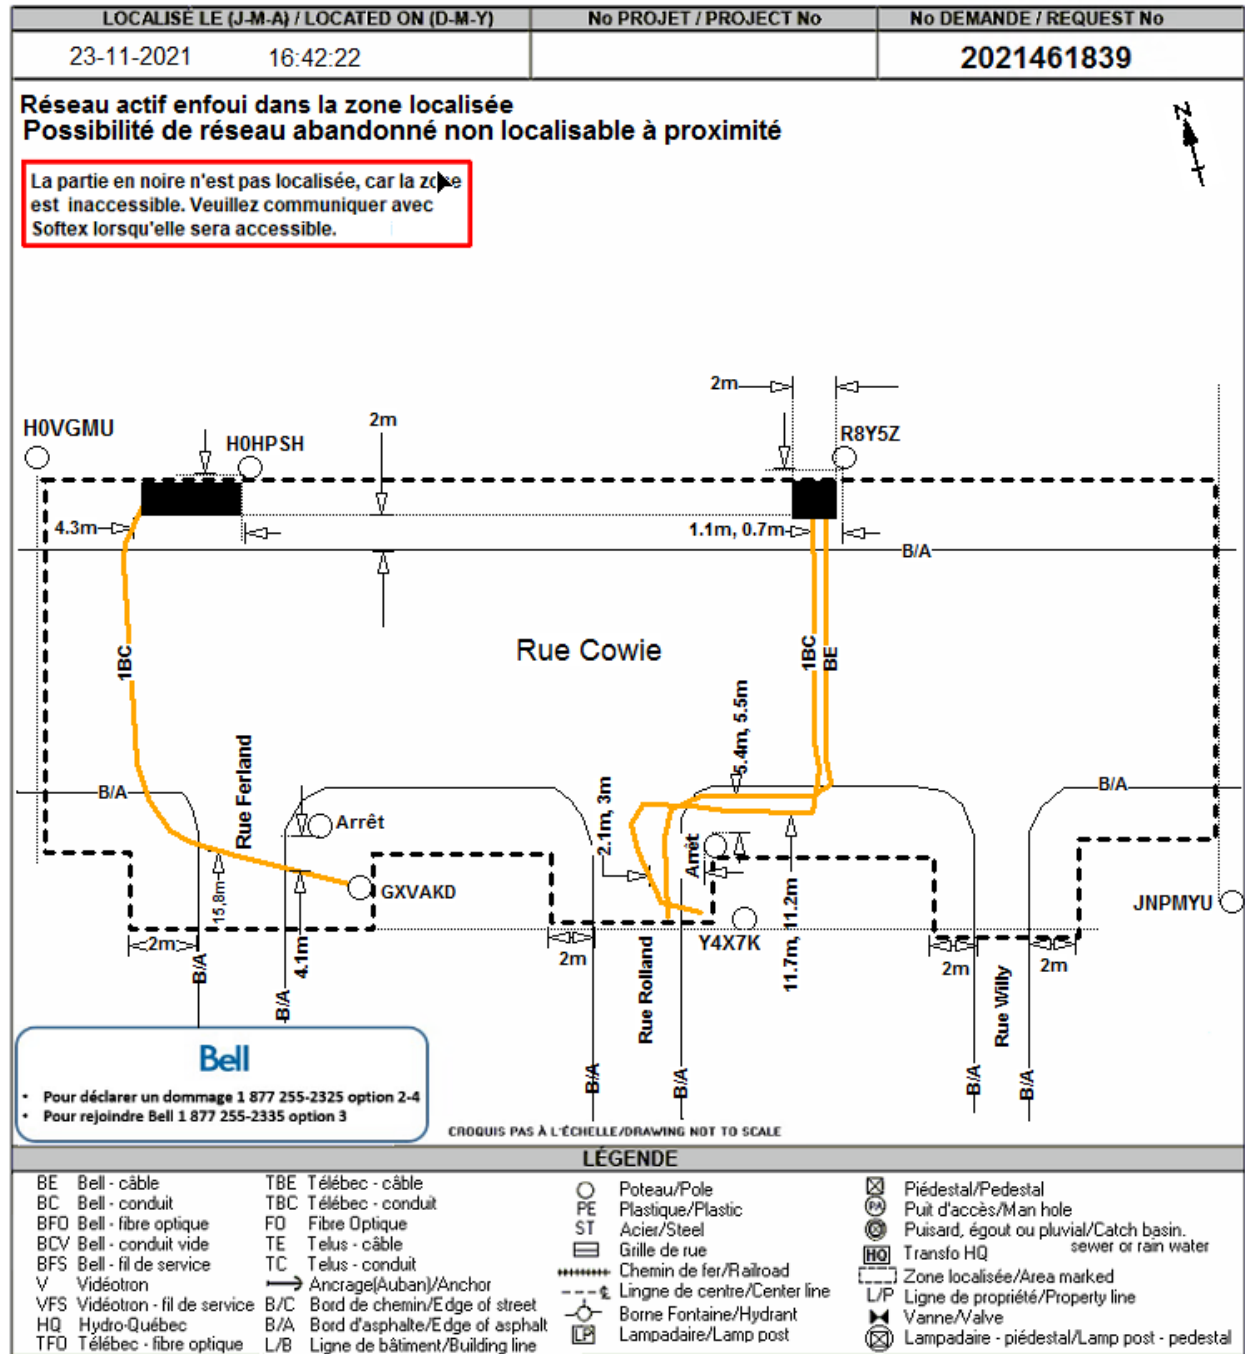 LOCALISÉ LE (J-M-A) / LOCATED ON (D-M-Y)
No PROJET / PROJECT No
No DEMANDE / REQUEST No
23-11-2021 16:42:22
2021461839
Réseau actif enfoui dans la zone localisée
Possibilité de réseau abandonné non localisable à proximité
N
La partie en noire n'est pas localisée, car la
est inaccessible. Veuillez communiquer avec
Softex lorsqu'elle sera accessible.
2m
2m
H0VGMU
H0HPSH
R8Y5Z
4.3m
1.1m, 0.7m
B/A
Rue Cowie
1BC
1BC
BE
5.4m, 5.5m
B/A
Rue Ferland
B/A
Arrêt
2.1m, 3m
Arrêt
15,8m
GXVAKD
11.7m, 11.2m
JNPMYU
2m
B/A
4.1m
B/A
2m
Y4X7K
Rue Rolland
2m
Rue Willy
2m
B/A
B/A
B/A
B/A
Bell
• Pour déclarer un dommage 1 877 255-2325 option 2-4
• Pour rejoindre Bell 1 877 255-2335 option 3
CROQUIS PAS À L'ÉCHELLE/DRAWING NOT TO SCALE
LÉGENDE
BE Bell - câble
BC Bell - conduit
BFO Bell - fibre optique
BCV Bell - conduit vide
BFS Bell - fil de service
V Vidéotron
VFS Vidéotron - fil de service
HQ Hydro-Québec
TFO Télébec - fibre optique
TBE Télébec - câble
TBC Télébec - conduit
FO Fibre Optique
TE Telus - câble
TC Telus - conduit
Ancrage(Auban)/Anchor
B/C Bord de chemin/Edge of street
B/A Bord d'asphalte/Edge of asphalt
L/B Ligne de bâtiment/Building line
Poteau/Pole
PE Plastique/Plastic
ST Acier/Steel
Grille de rue
Chemin de fer/Railroad
Lingne de centre/Center line
Borne Fontaine/Hydrant
LP Lampadaire/Lamp post
Piédestal/Pedestal
PA Puit d'accès/Man hole
Puisard, égout ou pluvial/Catch basin.
sewer or rain water
HQ Transfo HQ
Zone localisée/Area marked
L/P Ligne de propriété/Property line
Vanne/Valve
Lampadaire - piédestal/Lamp post - pedestal